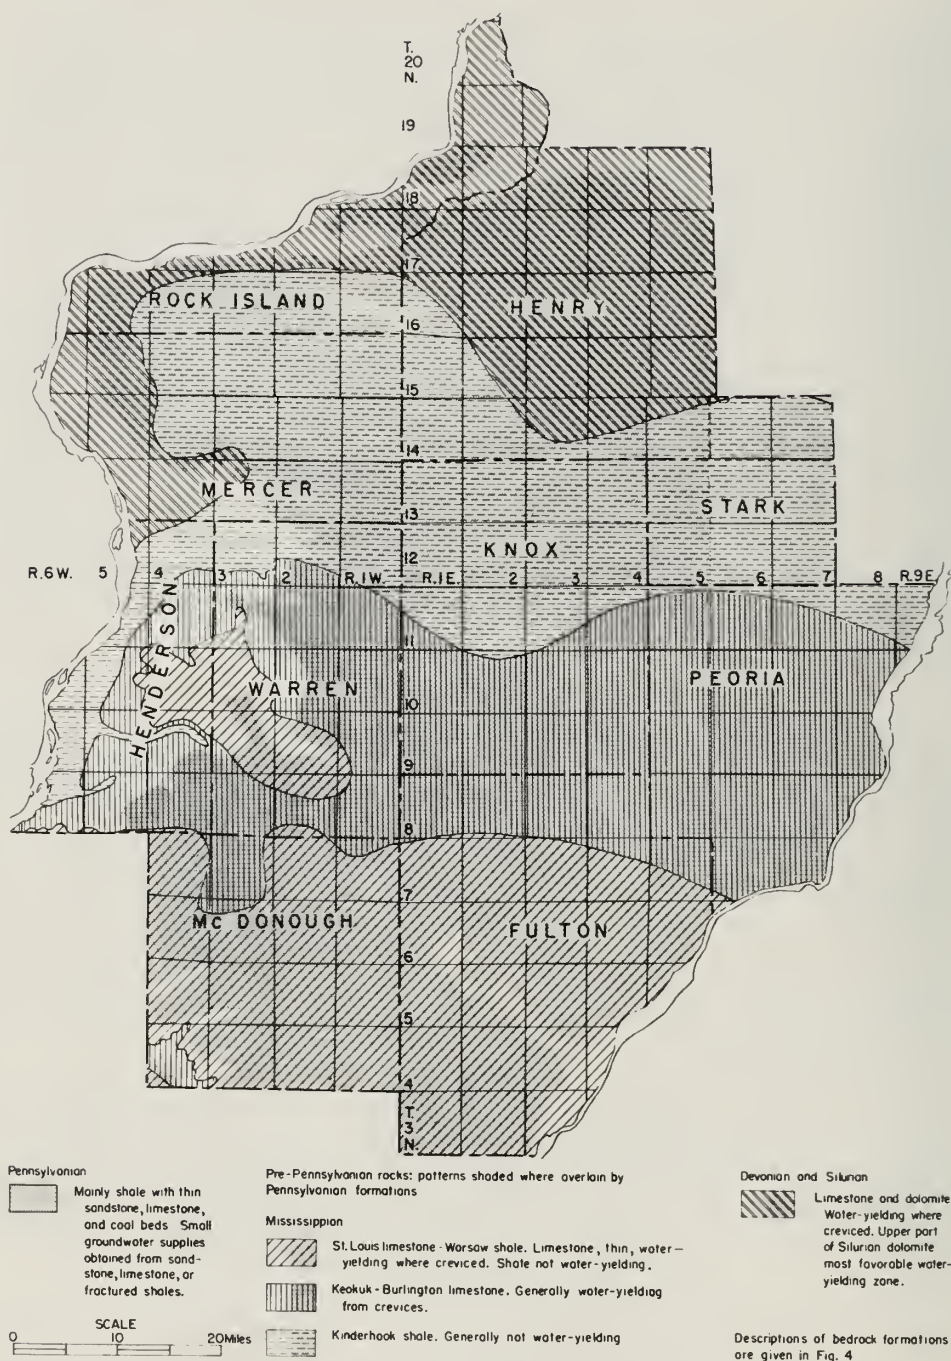 T.
20
N.
19
18
17
ROCK ISLAND
HENRY
16
15
14
MERCER
STARK
13
KNOX
12
R.6W. 5 4 3 2 R.1W. R.1E. 2 3 4 5 6 7 8 R.9E.
HENDERSON
11
WARREN
PEORIA
10
9
8
7
Mc DONOUGH
FULTON
6
5
4
T.
3
N.
Pennsylvanian
Mainly shale with thin
sandstone, limestone,
and coal beds Small
groundwater supplies
obtained from sand-
stone, limestone, or
fractured shales.
SCALE
0 10 20 Miles
Pre-Pennsylvanian rocks: patterns shaded where overlain by
Pennsylvanian formations
Mississippian
St. Louis limestone - Warsaw shale. Limestone, thin, water-
yielding where creviced. Shale not water-yielding.
Keokuk - Burlington limestone. Generally water-yielding
from crevices.
Kinderhook shale. Generally not water-yielding
Devonian and Silurian
Limestone and dolomite
Water-yielding where
creviced. Upper part
of Silurian dolomite
most favorable water-
yielding zone.
Descriptions of bedrock formations
are given in Fig. 4